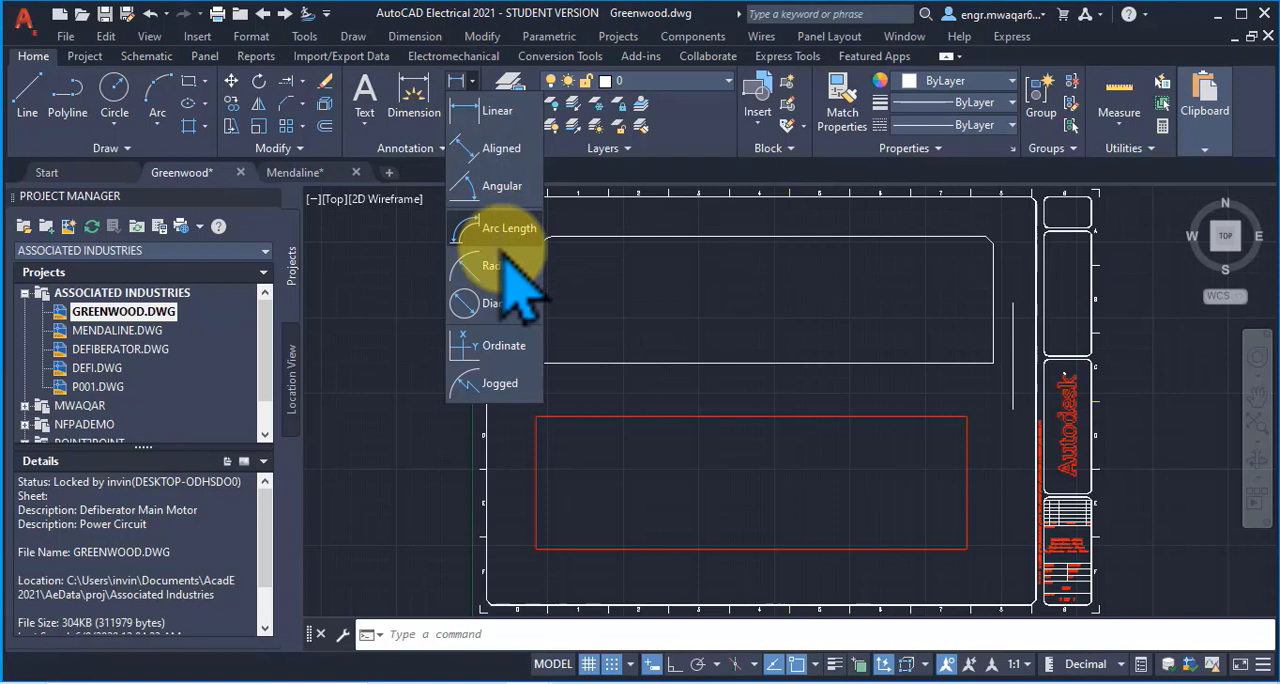 AutoCAD Electrical 2021 - STUDENT VERSION Greenwood.dwg Type a keyword or phrase engr.mwaqar6...
File Edit View Insert Format Tools Draw Dimension Modify Parametric Projects Components Wires Panel Layout Window Help Express
Home Project Schematic Panel Reports Import/Export Data Electromechanical Conversion Tools Add-ins Collaborate Express Tools Featured Apps
Line Polyline Circle Arc Text Dimension
0
Insert Match Properties
ByLayer
ByLayer
ByLayer
Group Measure Clipboard
Draw Modify Annotation Layers Block Properties Groups Utilities
Linear
Aligned
Angular
Arc Length
Ordinate
Jogged
Start Greenwood* Mendaline*
PROJECT MANAGER
[−][Top][2D Wireframe]
ASSOCIATED INDUSTRIES
Projects
ASSOCIATED INDUSTRIES
GREENWOOD.DWG
MENDALINE.DWG
DEFIBERATOR.DWG
DEFI.DWG
P001.DWG
MWAQAR
NFPADEMO
POINT2POINT
Projects
Location View
Details
Status: Locked by invin(DESKTOP-ODHSDO0)
Sheet:
Description: Defiberator Main Motor
Description: Power Circuit
File Name: GREENWOOD.DWG
Location: C:\Users\invin\Documents\AcadE
2021\AeData\proj\Associated Industries
File Size: 304KB (311979 bytes)
N
W TOP E
S
WCS
Autodesk
Type a command
MODEL 1:1 Decimal